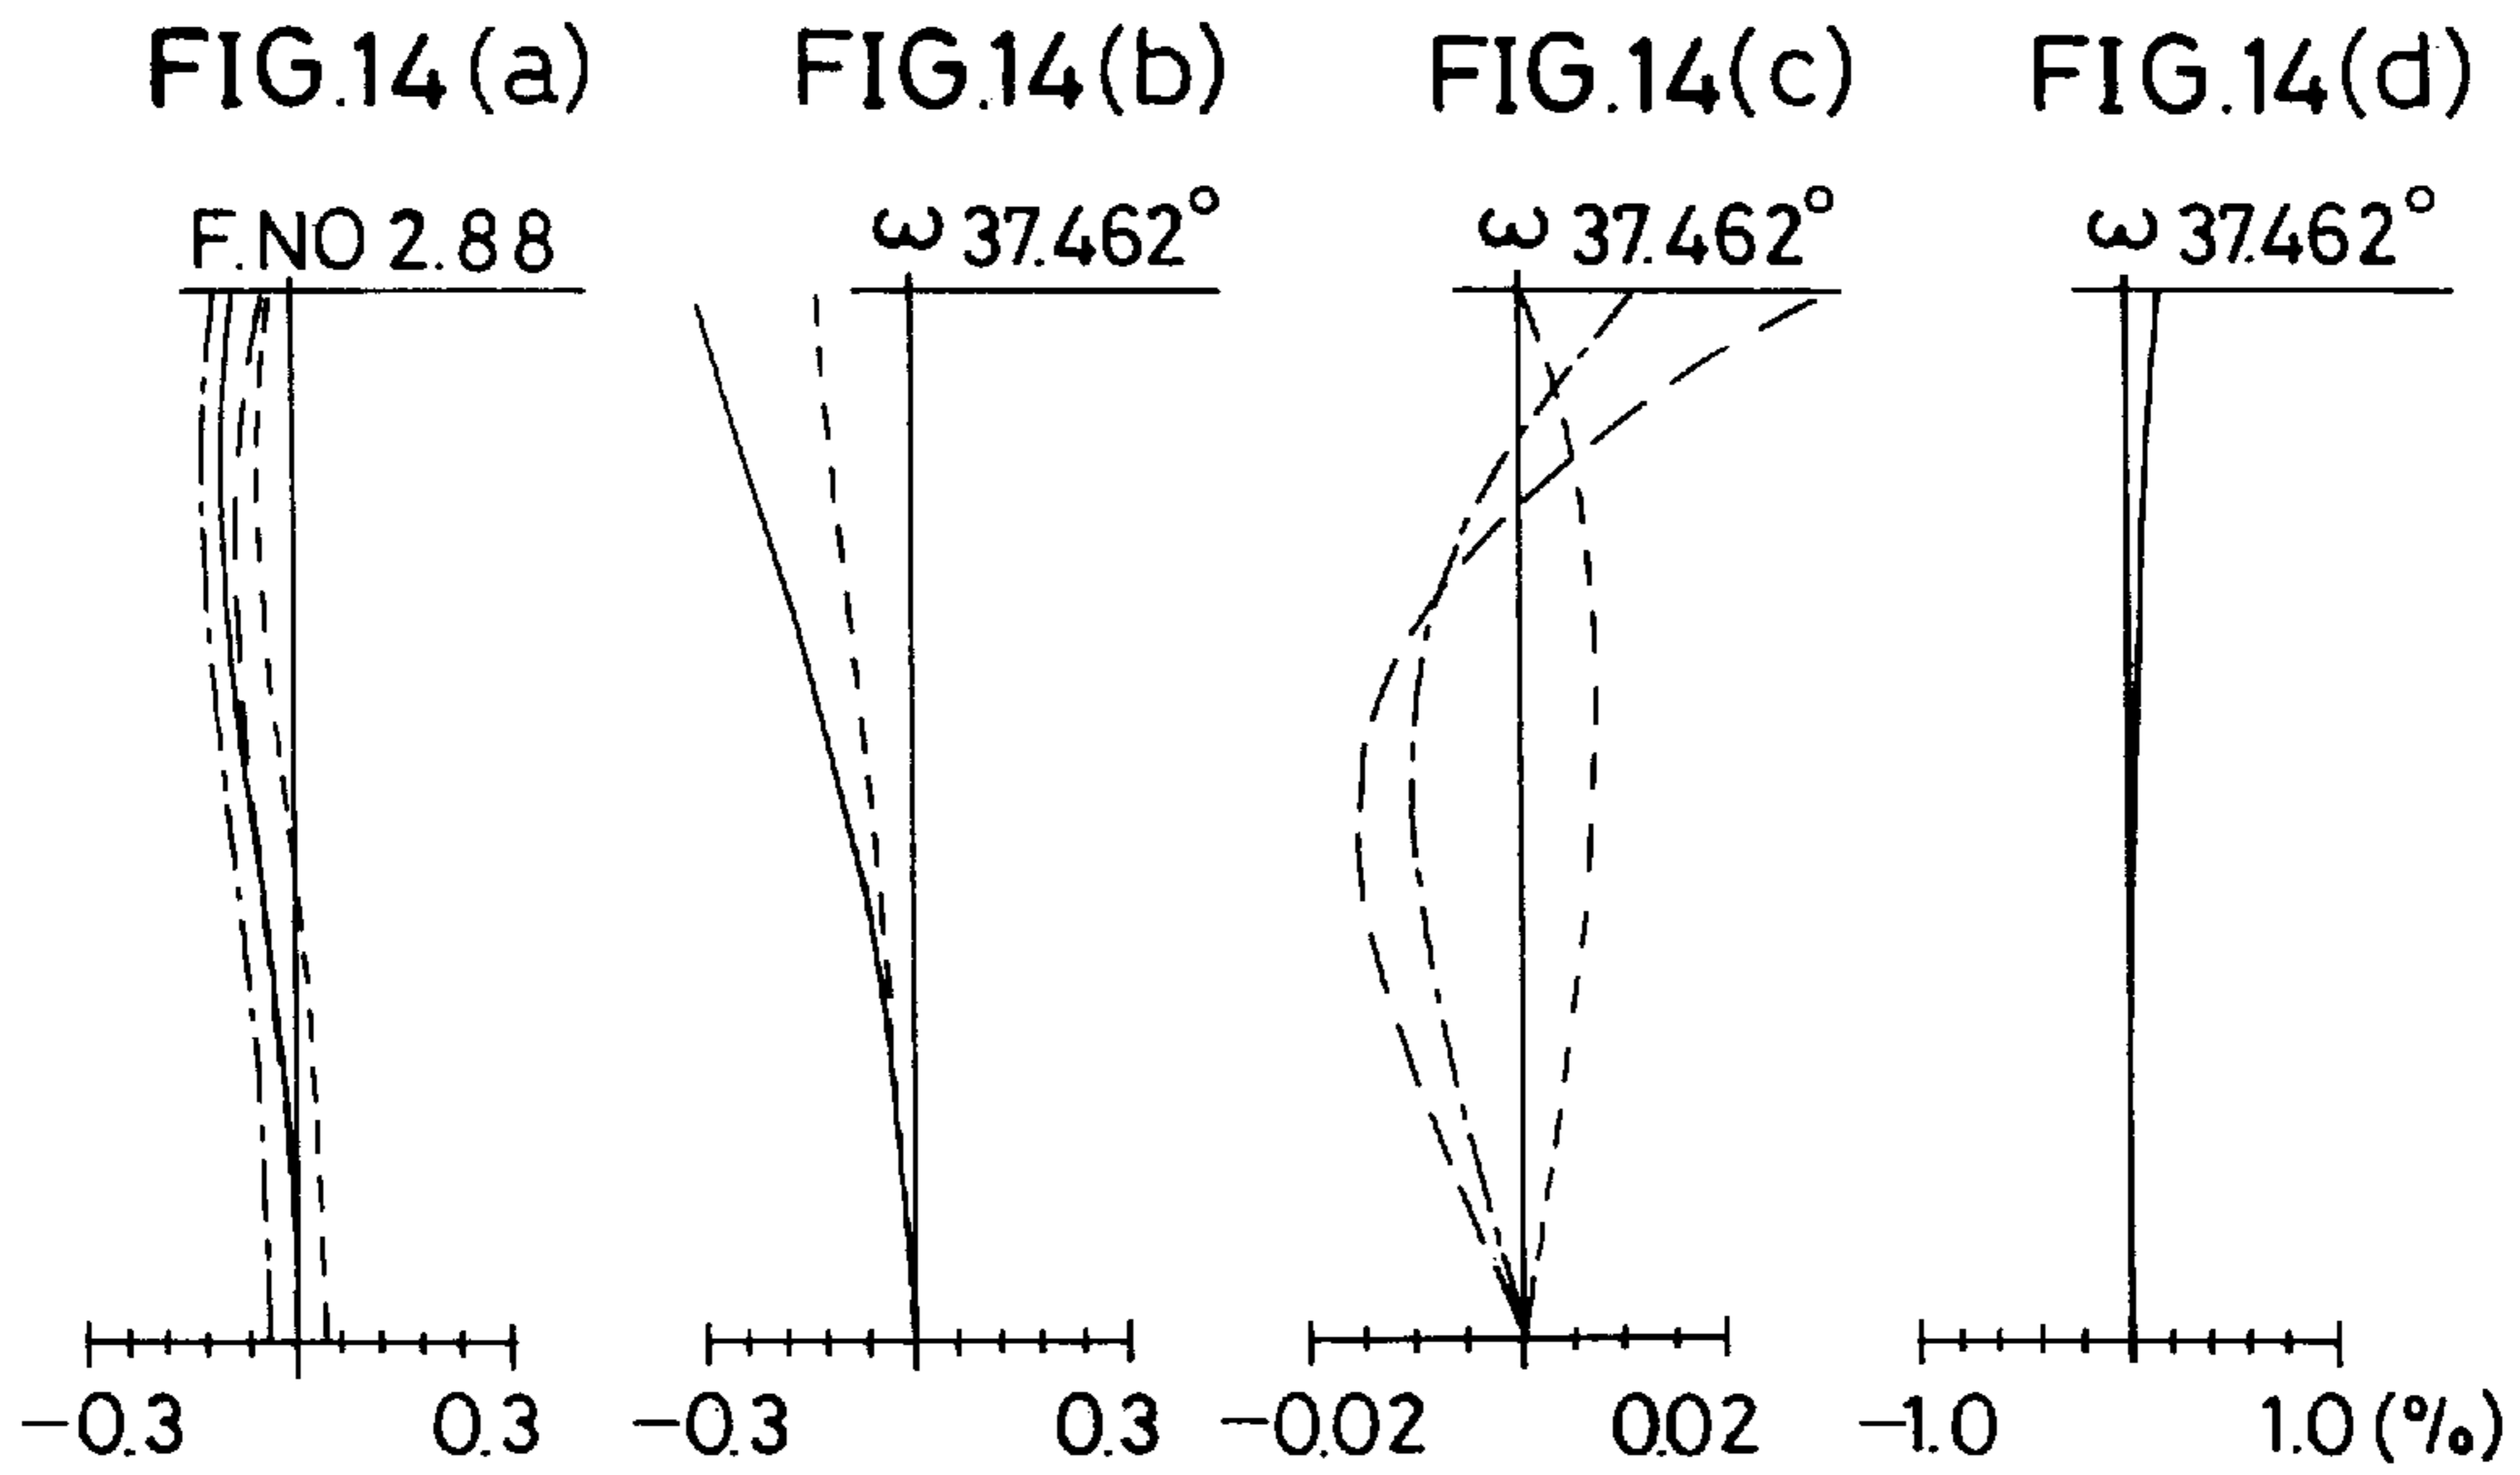 FIG.14(a) FIG.14(b) FIG.14(c) FIG.14(d)
F.NO 2.88 ω 37.462° ω 37.462° ω 37.462°
−0.3 0.3 −0.3 0.3 −0.02 0.02 −1.0 1.0 (%)